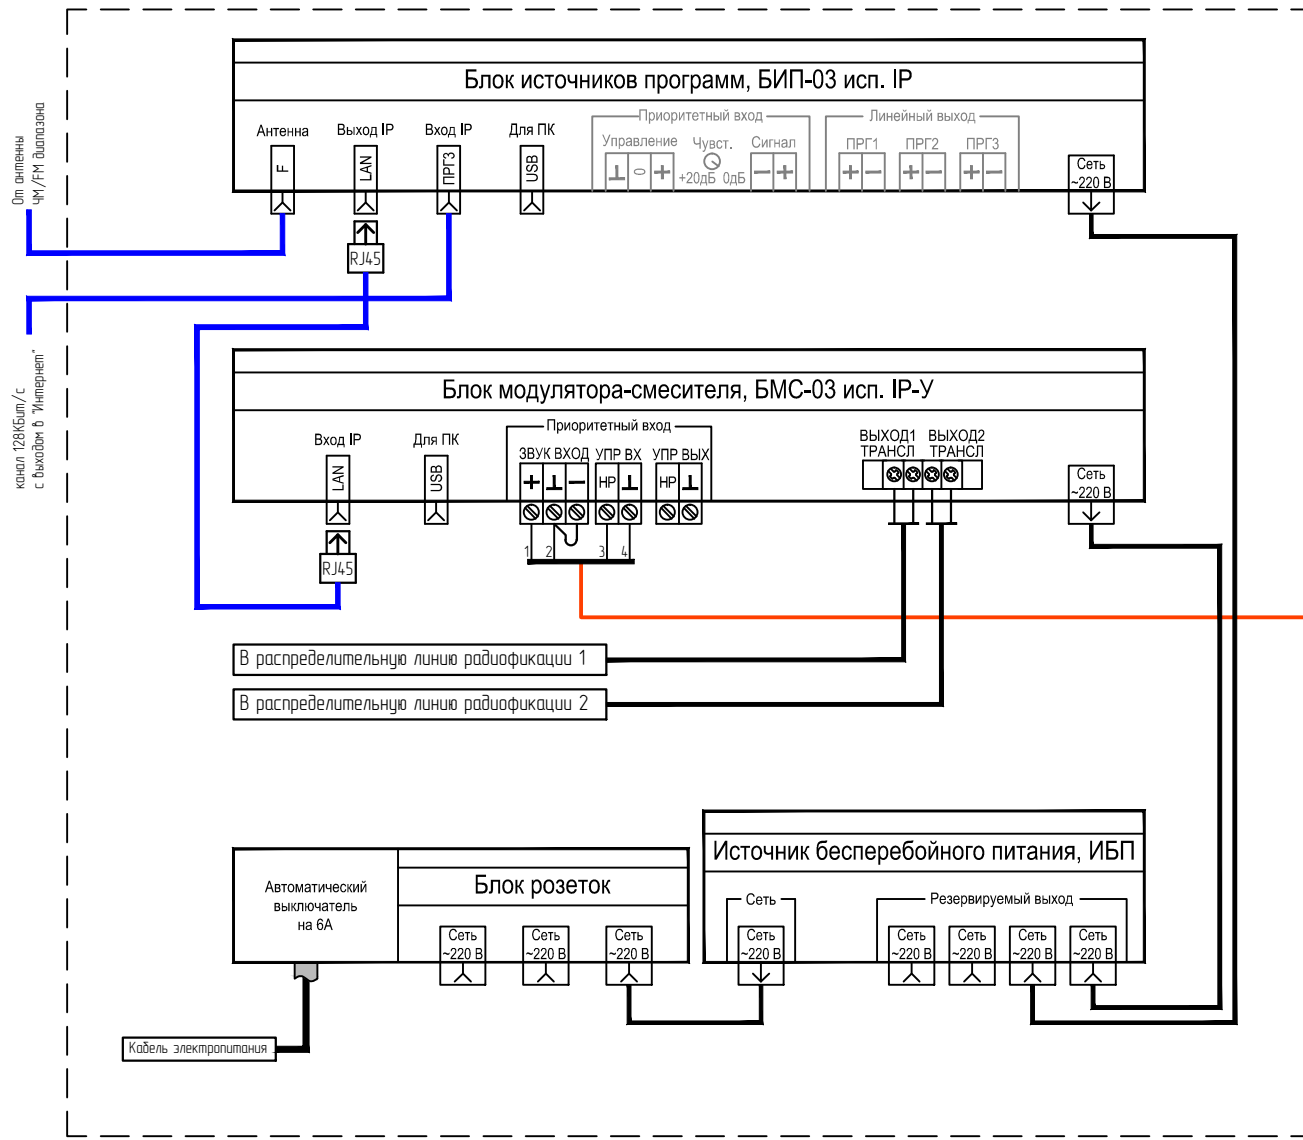 Блок источников программ, БИП-03 исп. IP
От антенны
ЧМ/FM диапазона
Антенна
Выход IP
Вход IP
Для ПК
F
LAN
ПРГ3
USB
Приоритетный вход
Управление
Чувст.
Сигнал
0
+
+20дБ 0дБ
− +
Линейный выход
ПРГ1
ПРГ2
ПРГ3
+ −
+ −
+ −
Сеть
~220 В
RJ45
канал 128КБит/с
с выходом в "Интернет"
Блок модулятора-смесителя, БМС-03 исп. IP-У
Вход IP
Для ПК
LAN
USB
Приоритетный вход
ЗВУК ВХОД
УПР ВХ
УПР ВЫХ
+ ⊥ −
НР ⊥
НР ⊥
ВЫХОД1
ТРАНСЛ
ВЫХОД2
ТРАНСЛ
Сеть
~220 В
1 2 3 4
RJ45
В распределительную линию радиофикации 1
В распределительную линию радиофикации 2
Автоматический
выключатель
на 6А
Блок розеток
Сеть
~220 В
Сеть
~220 В
Сеть
~220 В
Источник бесперебойного питания, ИБП
Сеть
Сеть
~220 В
Резервируемый выход
Сеть
~220 В
Сеть
~220 В
Сеть
~220 В
Сеть
~220 В
Кабель электропитания